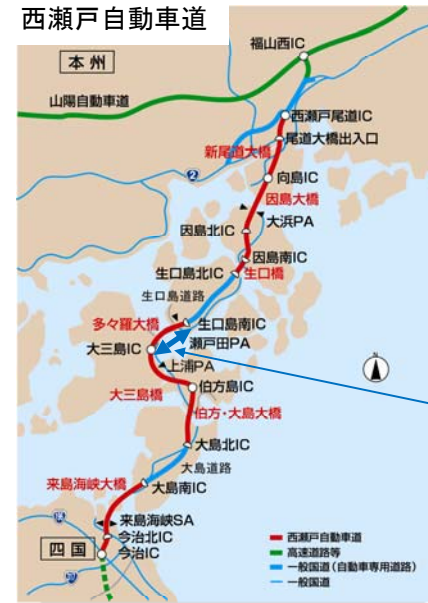 西瀬戸自動車道
本州
福山西IC
山陽自動車道
西瀬戸尾道IC
尾道大橋出入口
新尾道大橋
2
向島IC
因島大橋
大浜PA
因島北IC
因島南IC
生口島北IC
生口橋
生口島道路
多々羅大橋
生口島南IC
瀬戸田PA
大三島IC
上浦PA
N
大三島橋
伯方島IC
伯方・大島大橋
大島北IC
大島道路
来島海峡大橋
大島南IC
来島海峡SA
今治北IC
四国
今治IC
西瀬戸自動車道
高速道路等
一般国道(自動車専用道路)
一般国道